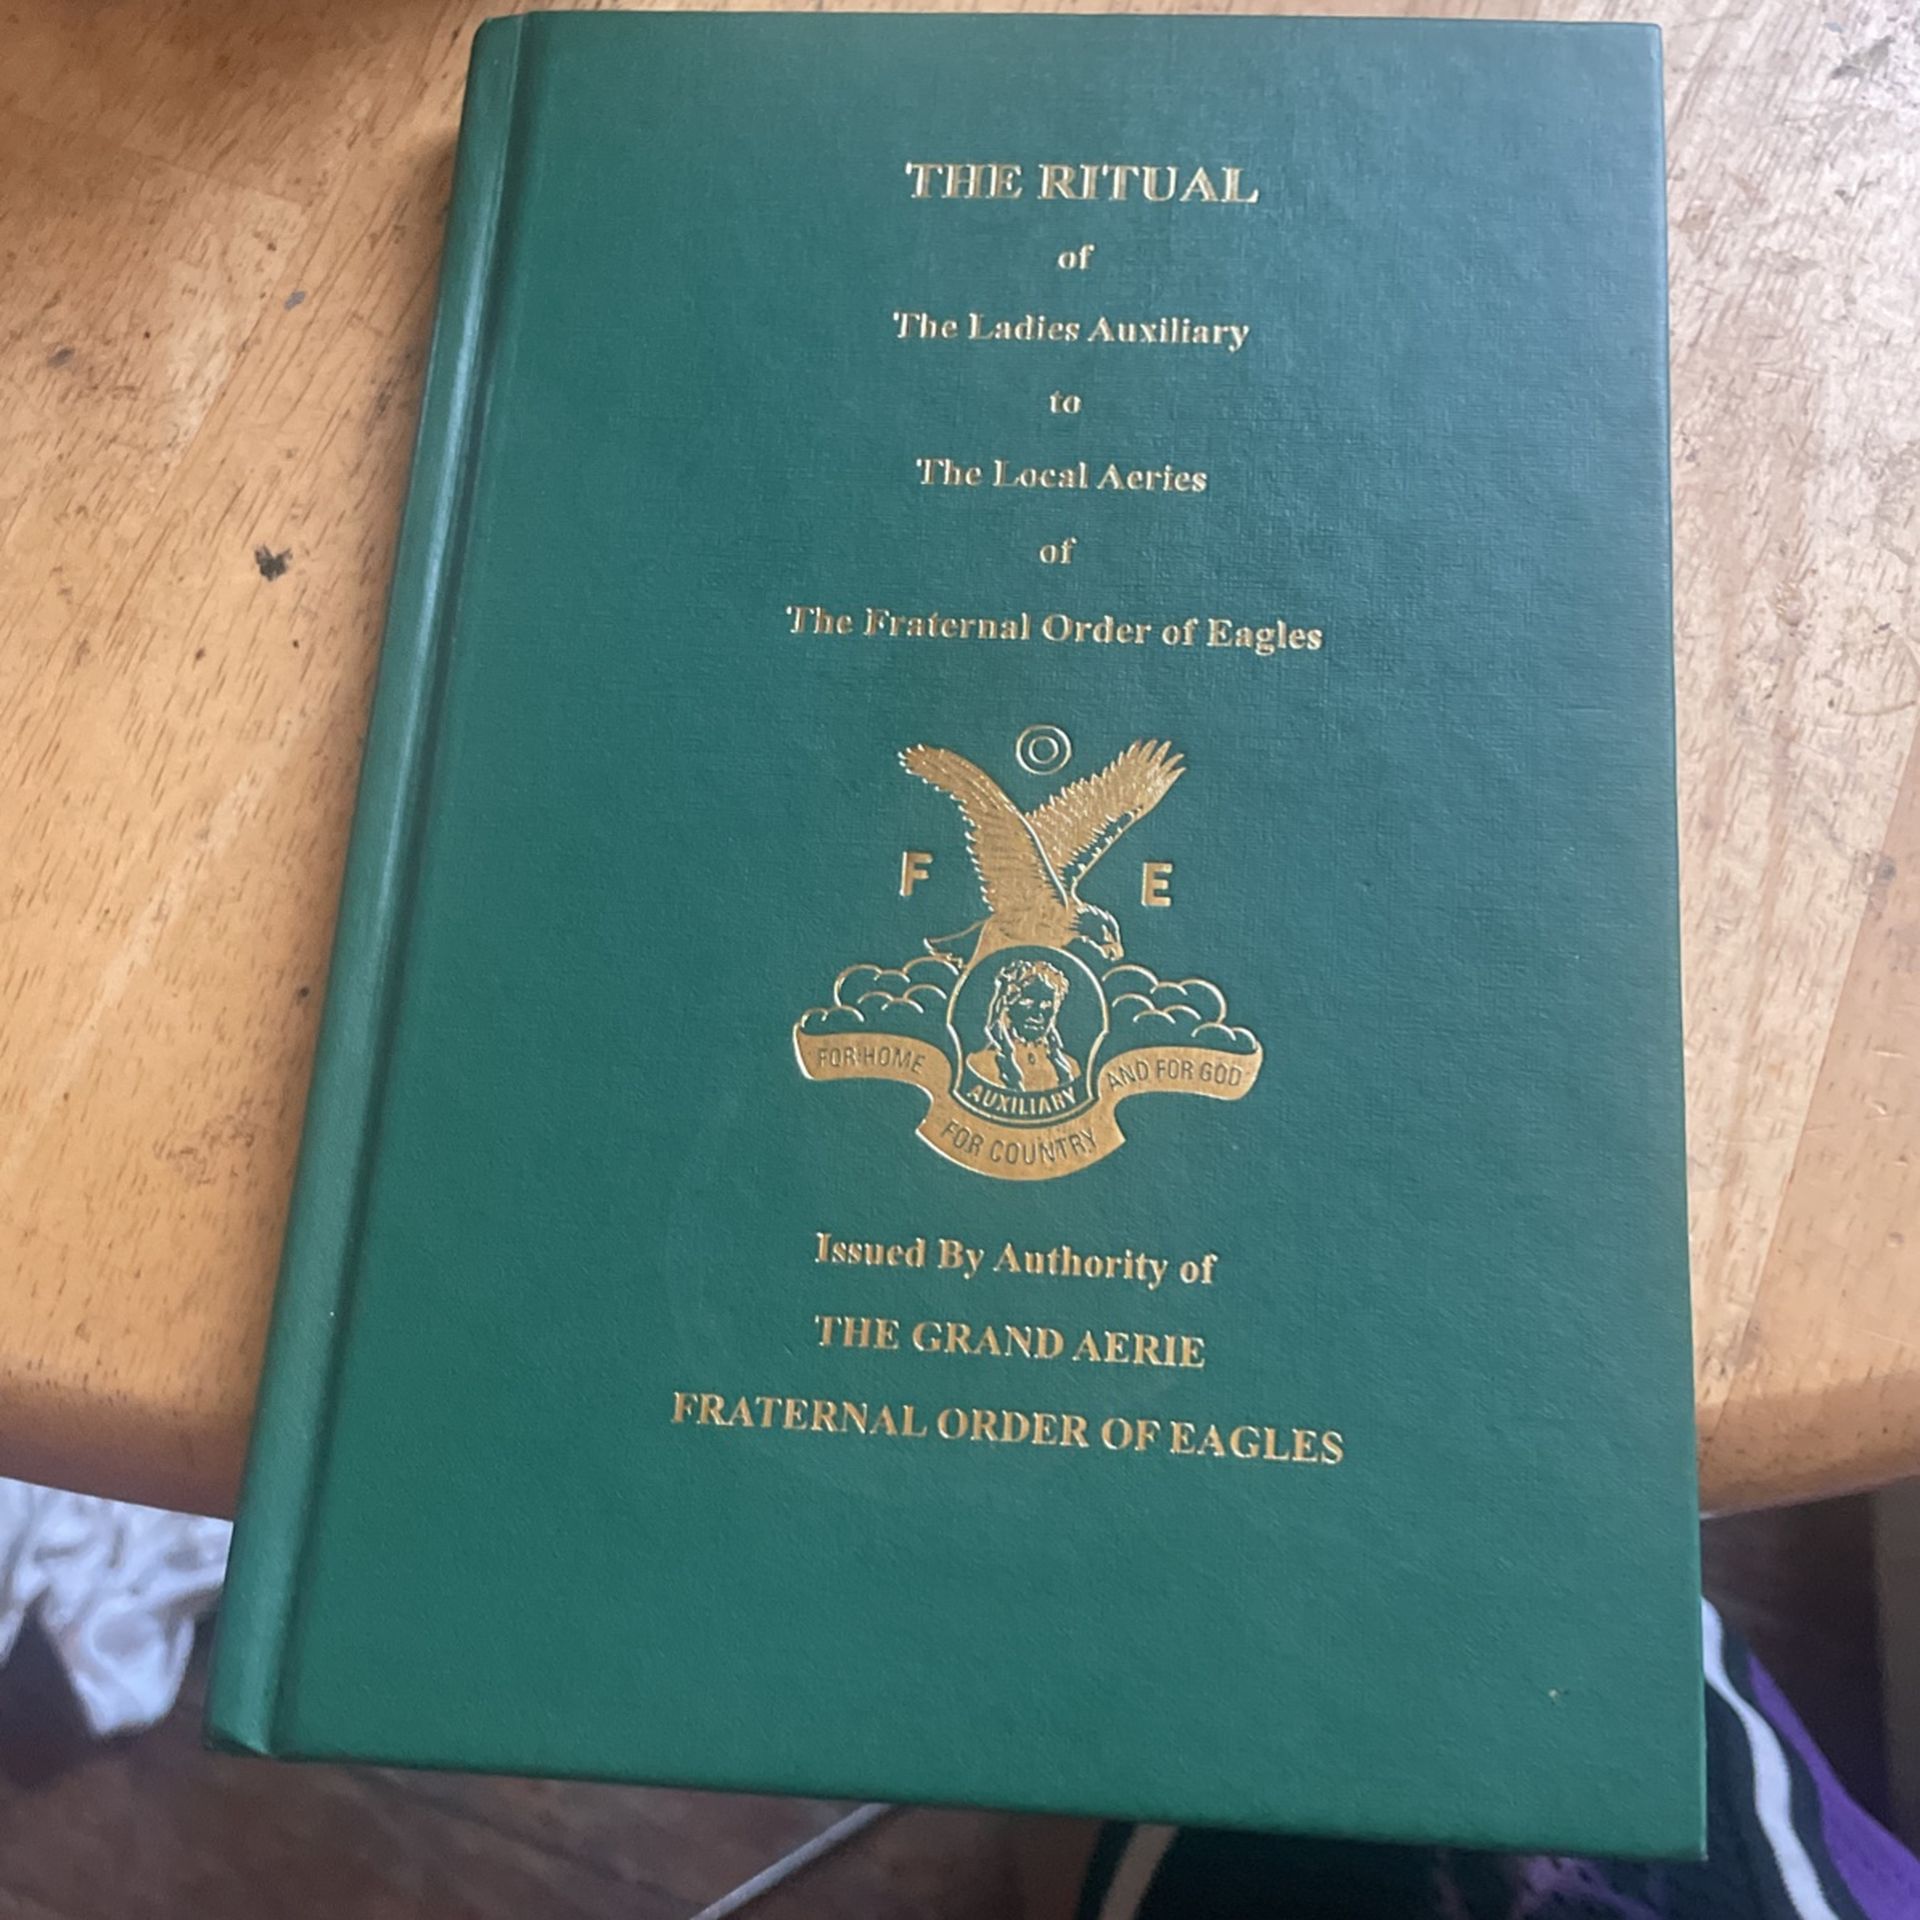 THE RITUAL
of
The Ladies Auxiliary
to
The Local Aeries
of
The Fraternal Order of Eagles
O
F E
FOR HOME
AND FOR GOD
AUXILIARY
FOR COUNTRY
Issued By Authority of
THE GRAND AERIE
FRATERNAL ORDER OF EAGLES